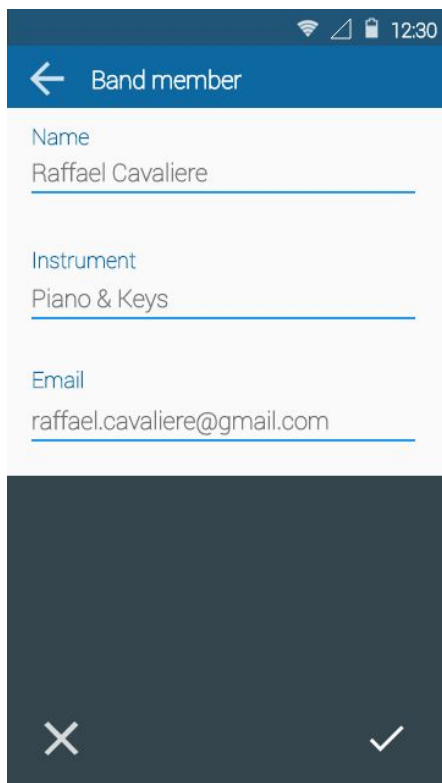 12:30
Band member
Name
Raffael Cavaliere
Instrument
Piano & Keys
Email
raffael.cavaliere@gmail.com